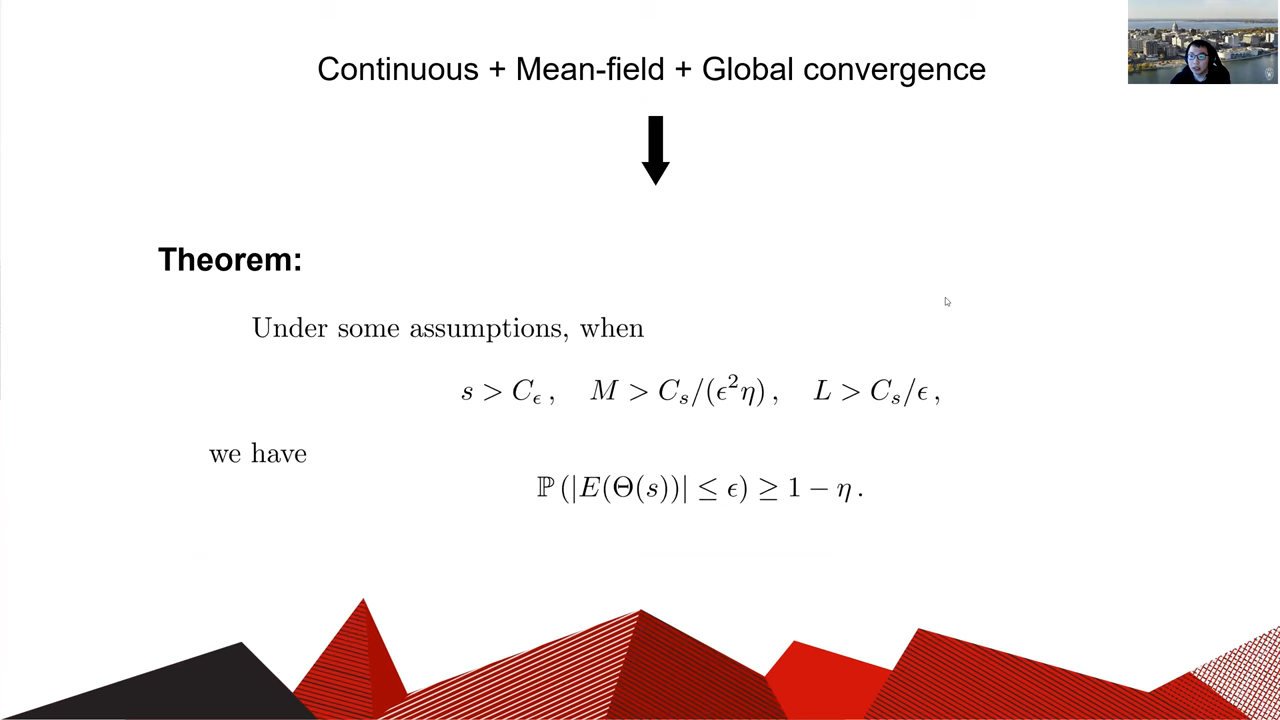 Continuous + Mean-field + Global convergence
Theorem:
Under some assumptions, when
s > C_ϵ ,   M > C_s/(ϵ²η) ,   L > C_s/ϵ ,
we have
ℙ (|E(Θ(s))| ≤ ϵ) ≥ 1 − η .